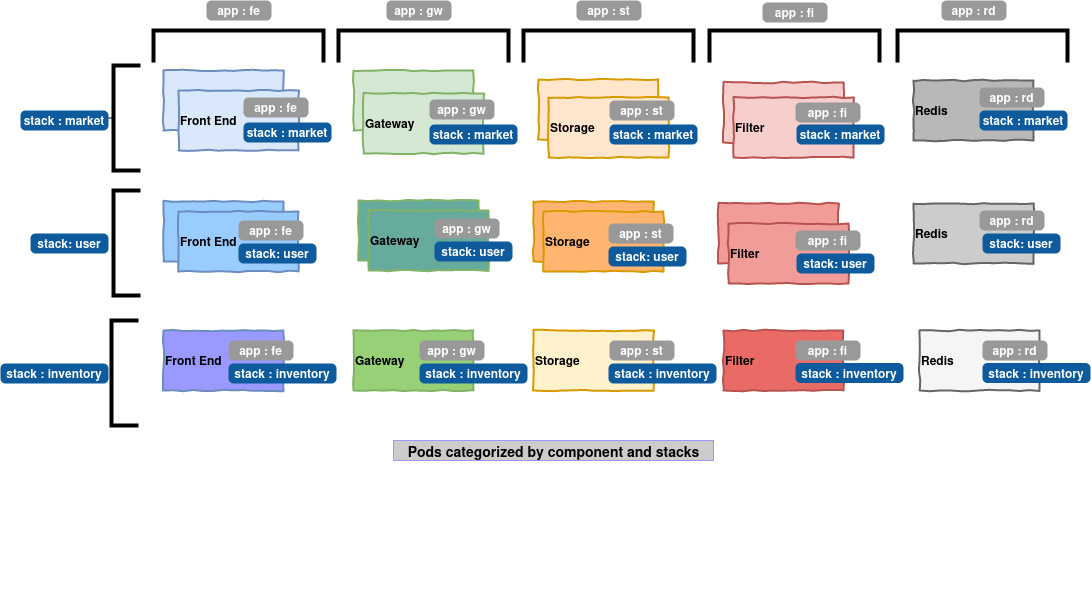 app : fe
app : gw
app : st
app : fi
app : rd
stack : market
Front End
app : fe
stack : market
Gateway
app : gw
stack : market
Storage
app : st
stack : market
Filter
app : fi
stack : market
Redis
app : rd
stack : market
stack: user
Front End
app : fe
stack: user
Gateway
app : gw
stack: user
Storage
app : st
stack: user
Filter
app : fi
stack: user
Redis
app : rd
stack: user
stack : inventory
Front End
app : fe
stack : inventory
Gateway
app : gw
stack : inventory
Storage
app : st
stack : inventory
Filter
app : fi
stack : inventory
Redis
app : rd
stack : inventory
Pods categorized by component and stacks